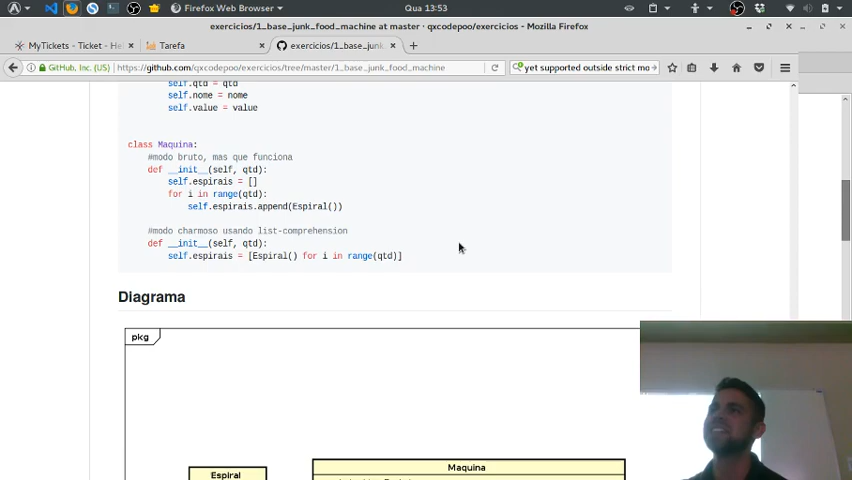 Firefox Web Browser
Qua 13:53
exercicios/1_base_junk_food_machine at master · qxcodepoo/exercicios - Mozilla Firefox
MyTickets - Ticket - He
Tarefa
exercicios/1_base_junk_
GitHub, Inc. (US)
https://github.com/qxcodepoo/exercicios/tree/master/1_base_junk_food_machine
yet supported outside strict mo
self.qtd = qtd
self.nome = nome
self.value = value
class Maquina:
#modo bruto, mas que funciona
def __init__(self, qtd):
self.espirais = []
for i in range(qtd):
self.espirais.append(Espiral())
#modo charmoso usando list-comprehension
def __init__(self, qtd):
self.espirais = [Espiral() for i in range(qtd)]
Diagrama
pkg
Espiral
Maquina